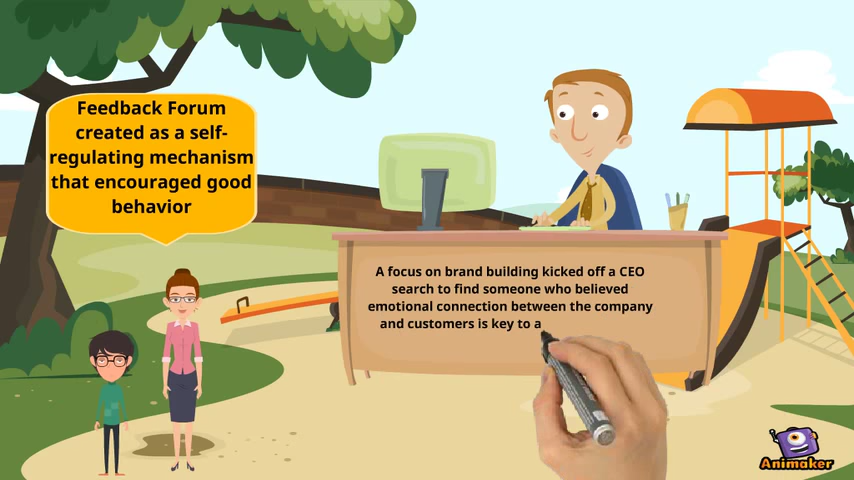 Feedback Forum
created as a self-
regulating mechanism
that encouraged good
behavior
A focus on brand building kicked off a CEO
search to find someone who believed
emotional connection between the company
and customers is key to a
Animaker